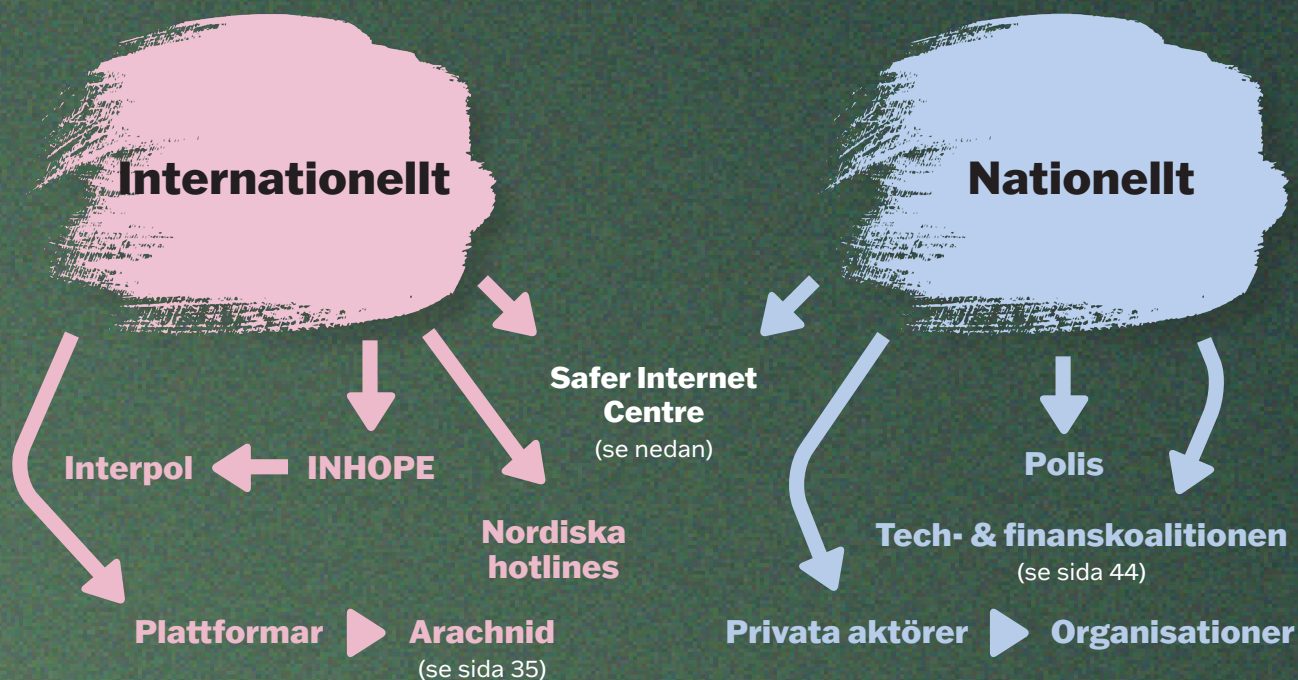 Internationellt
Nationellt
Safer Internet
Centre
(se nedan)
Interpol
INHOPE
Polis
Nordiska
hotlines
Tech- & finanskoalitionen
(se sida 44)
Plattformar
Arachnid
(se sida 35)
Privata aktörer
Organisationer